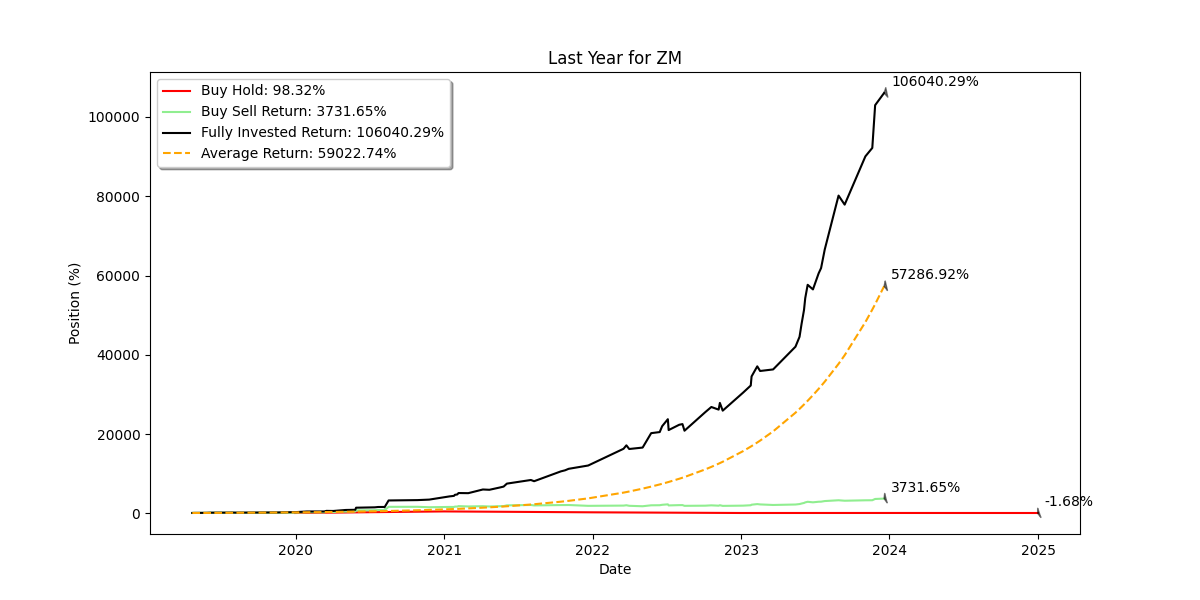 Last Year for ZM
106040.29%
Buy Hold: 98.32%
Buy Sell Return: 3731.65%
Fully Invested Return: 106040.29%
Average Return: 59022.74%
100000
80000
60000
40000
20000
0
Position (%)
57286.92%
3731.65%
-1.68%
2020
2021
2022
2023
2024
2025
Date